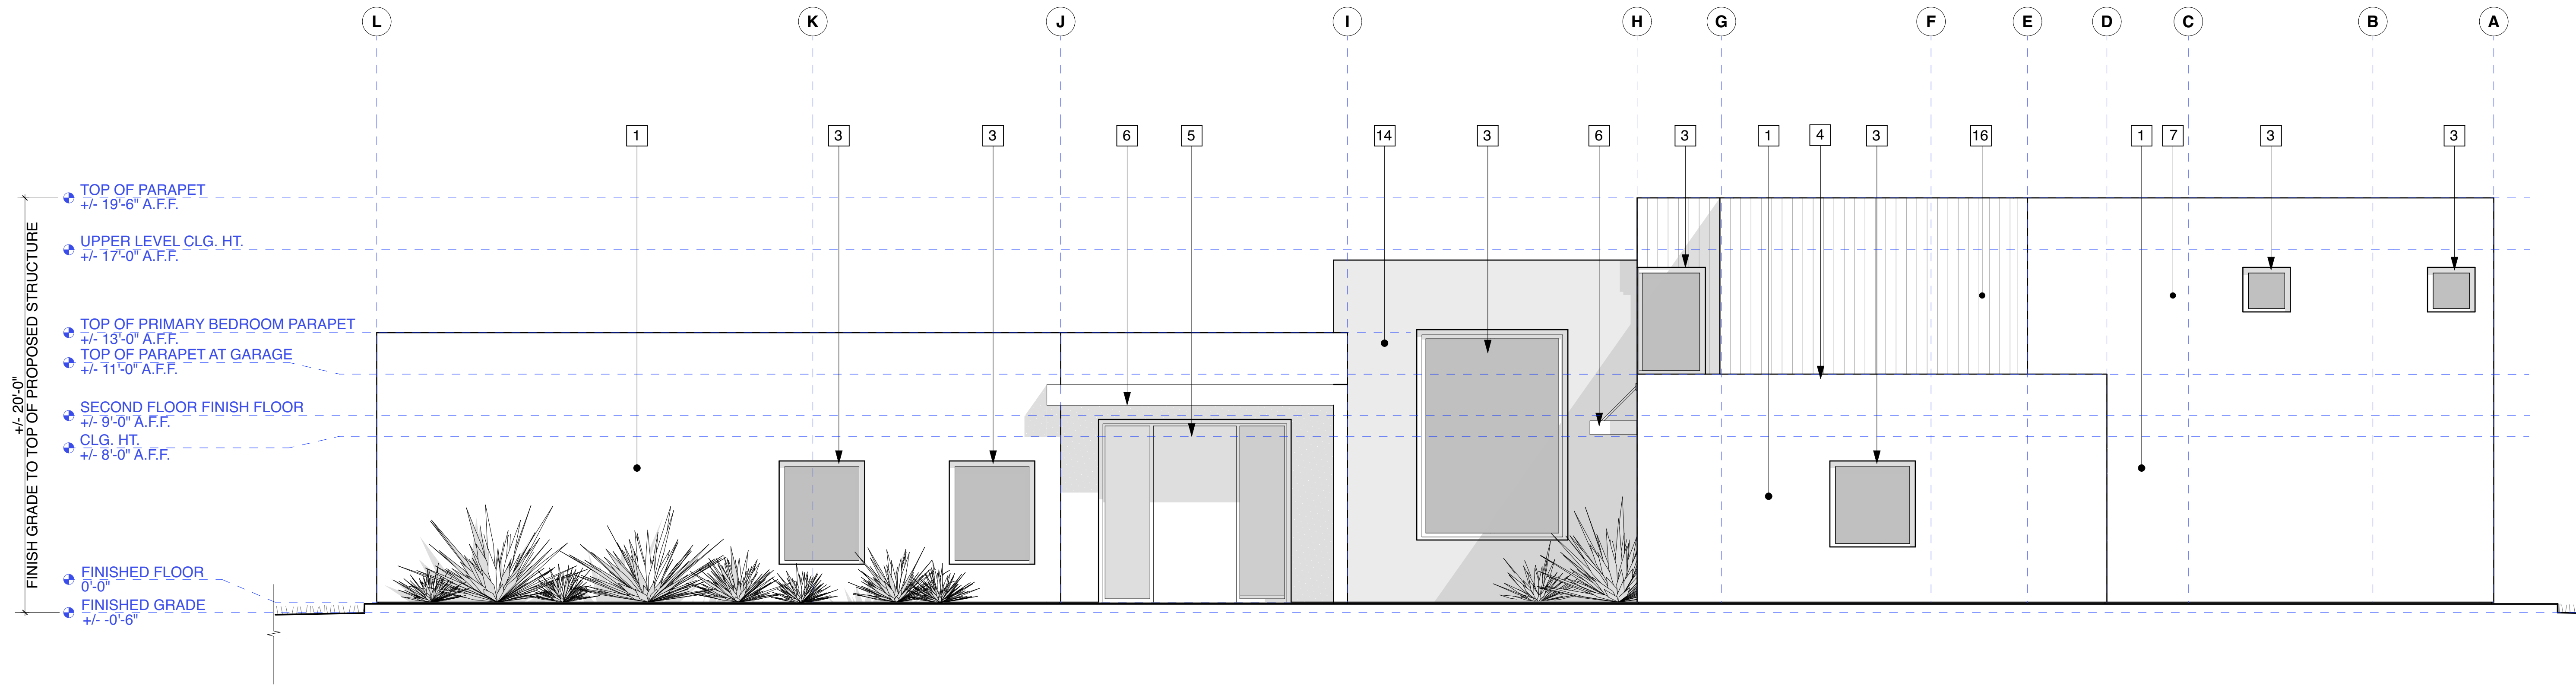 L K J I H G F E D C B A
1 3 3 6 5 14 3 6 3 1 4 3 16 1 7 3 3
TOP OF PARAPET
+/- 19'-6" A.F.F.
UPPER LEVEL CLG. HT.
+/- 17'-0" A.F.F.
TOP OF PRIMARY BEDROOM PARAPET
+/- 13'-0" A.F.F.
TOP OF PARAPET AT GARAGE
+/- 11'-0" A.F.F.
SECOND FLOOR FINISH FLOOR
+/- 9'-0" A.F.F.
CLG. HT.
+/- 8'-0" A.F.F.
FINISHED FLOOR
0'-0"
FINISHED GRADE
+/- -0'-6"
+/- 20'-0"
FINISH GRADE TO TOP OF PROPOSED STRUCTURE